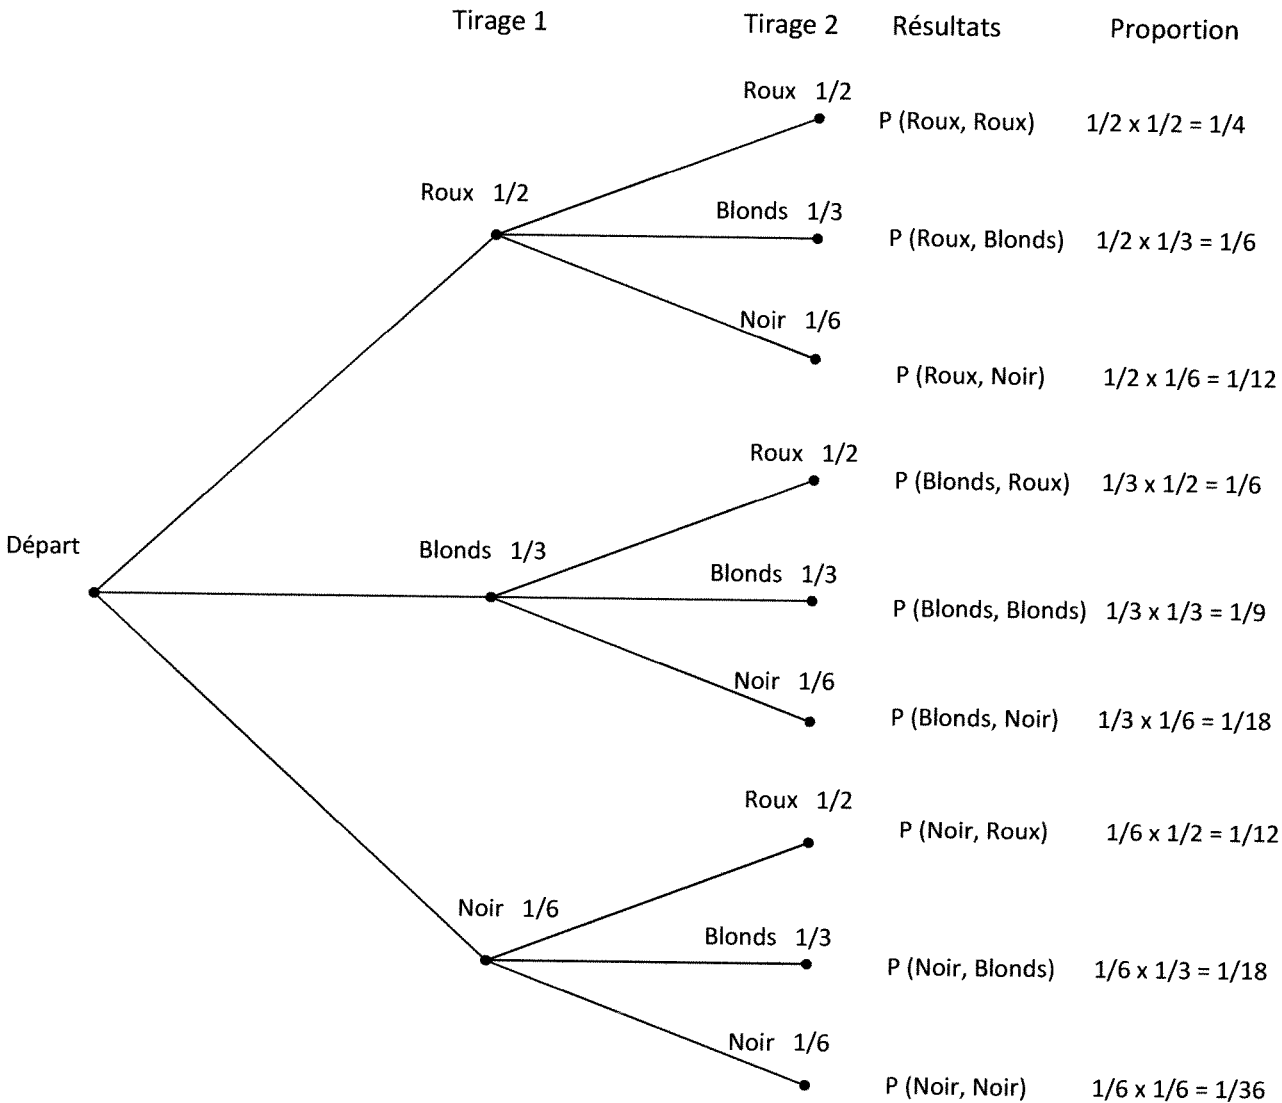 Tirage 1 Tirage 2 Résultats Proportion
Roux 1/2
P (Roux, Roux) 1/2 x 1/2 = 1/4
Roux 1/2
Blonds 1/3
P (Roux, Blonds) 1/2 x 1/3 = 1/6
Noir 1/6
P (Roux, Noir) 1/2 x 1/6 = 1/12
Roux 1/2
P (Blonds, Roux) 1/3 x 1/2 = 1/6
Départ
Blonds 1/3
Blonds 1/3
P (Blonds, Blonds) 1/3 x 1/3 = 1/9
Noir 1/6
P (Blonds, Noir) 1/3 x 1/6 = 1/18
Roux 1/2
P (Noir, Roux) 1/6 x 1/2 = 1/12
Noir 1/6
Blonds 1/3
P (Noir, Blonds) 1/6 x 1/3 = 1/18
Noir 1/6
P (Noir, Noir) 1/6 x 1/6 = 1/36